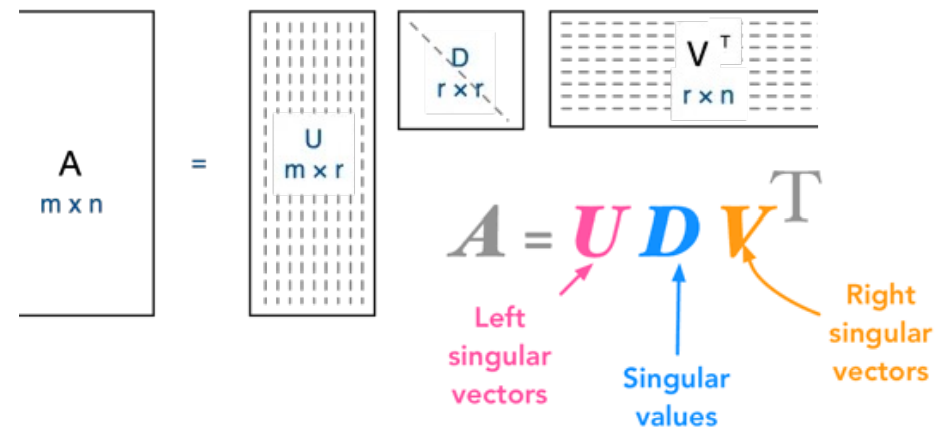 A
m x n
=
U
m × r
D
r × r
V T
r × n
A = U D V T
Left
singular
vectors
Singular
values
Right
singular
vectors